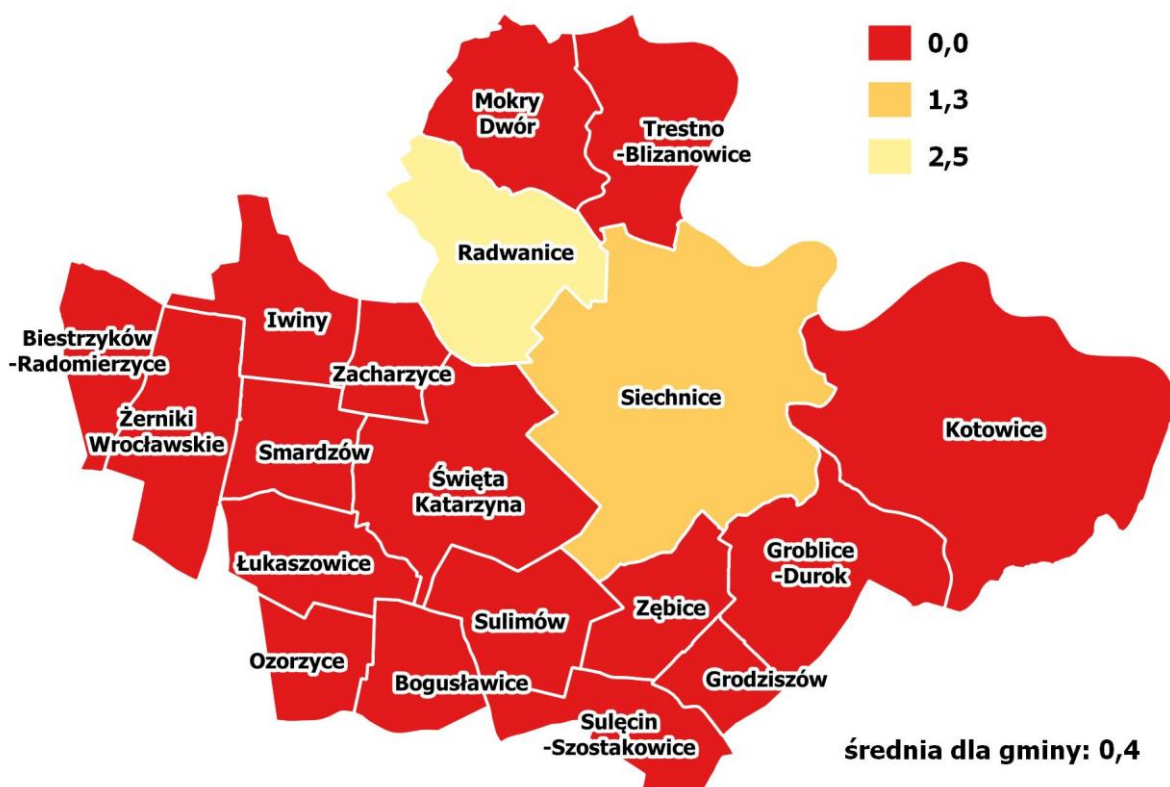 0,0
1,3
2,5
Mokry
Dwór
Trestno
-Blizanowice
Radwanice
Iwiny
Biestrzyków
-Radomierzyce
Zacharzyce
Siechnice
Żerniki
Wrocławskie
Kotowice
Smardzów
Święta
Katarzyna
Łukaszowice
Groblice
-Durok
Sulimów
Zębice
Ozorzyce
Bogusławice
Grodziszów
Sulęcin
-Szostakowice
średnia dla gminy: 0,4